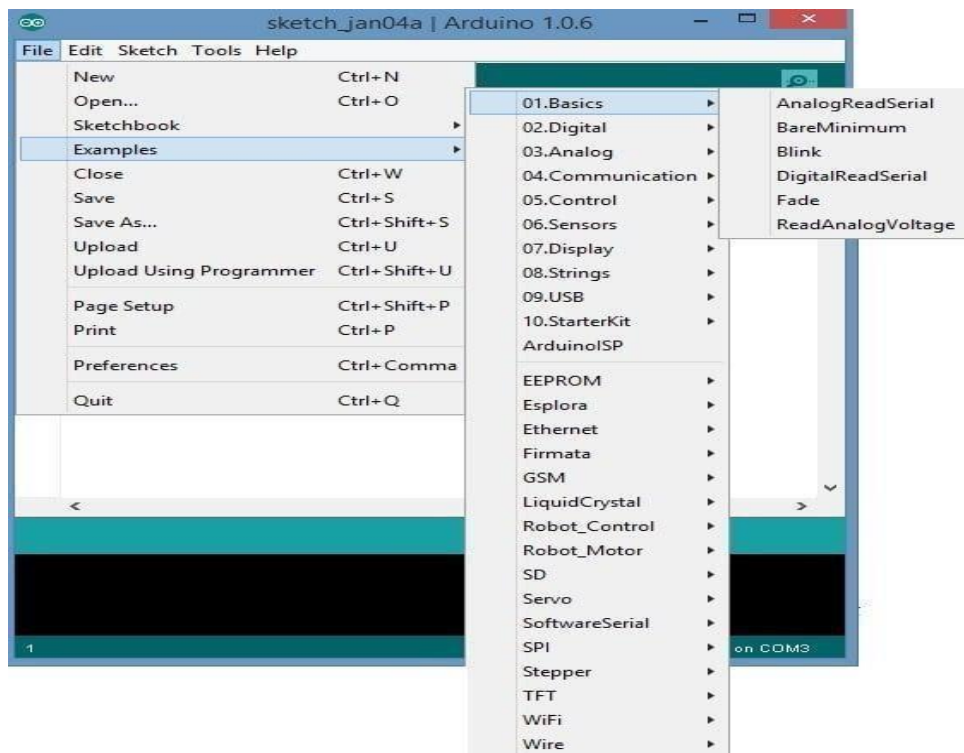 sketch_jan04a | Arduino 1.0.6
File Edit Sketch Tools Help
New Ctrl+N
Open... Ctrl+O
Sketchbook
Examples
Close Ctrl+W
Save Ctrl+S
Save As... Ctrl+Shift+S
Upload Ctrl+U
Upload Using Programmer Ctrl+Shift+U
Page Setup Ctrl+Shift+P
Print Ctrl+P
Preferences Ctrl+Comma
Quit Ctrl+Q
01.Basics
02.Digital
03.Analog
04.Communication
05.Control
06.Sensors
07.Display
08.Strings
09.USB
10.StarterKit
ArduinoISP
EEPROM
Esplora
Ethernet
Firmata
GSM
LiquidCrystal
Robot_Control
Robot_Motor
SD
Servo
SoftwareSerial
SPI
Stepper
TFT
WiFi
Wire
AnalogReadSerial
BareMinimum
Blink
DigitalReadSerial
Fade
ReadAnalogVoltage
1
on COM3